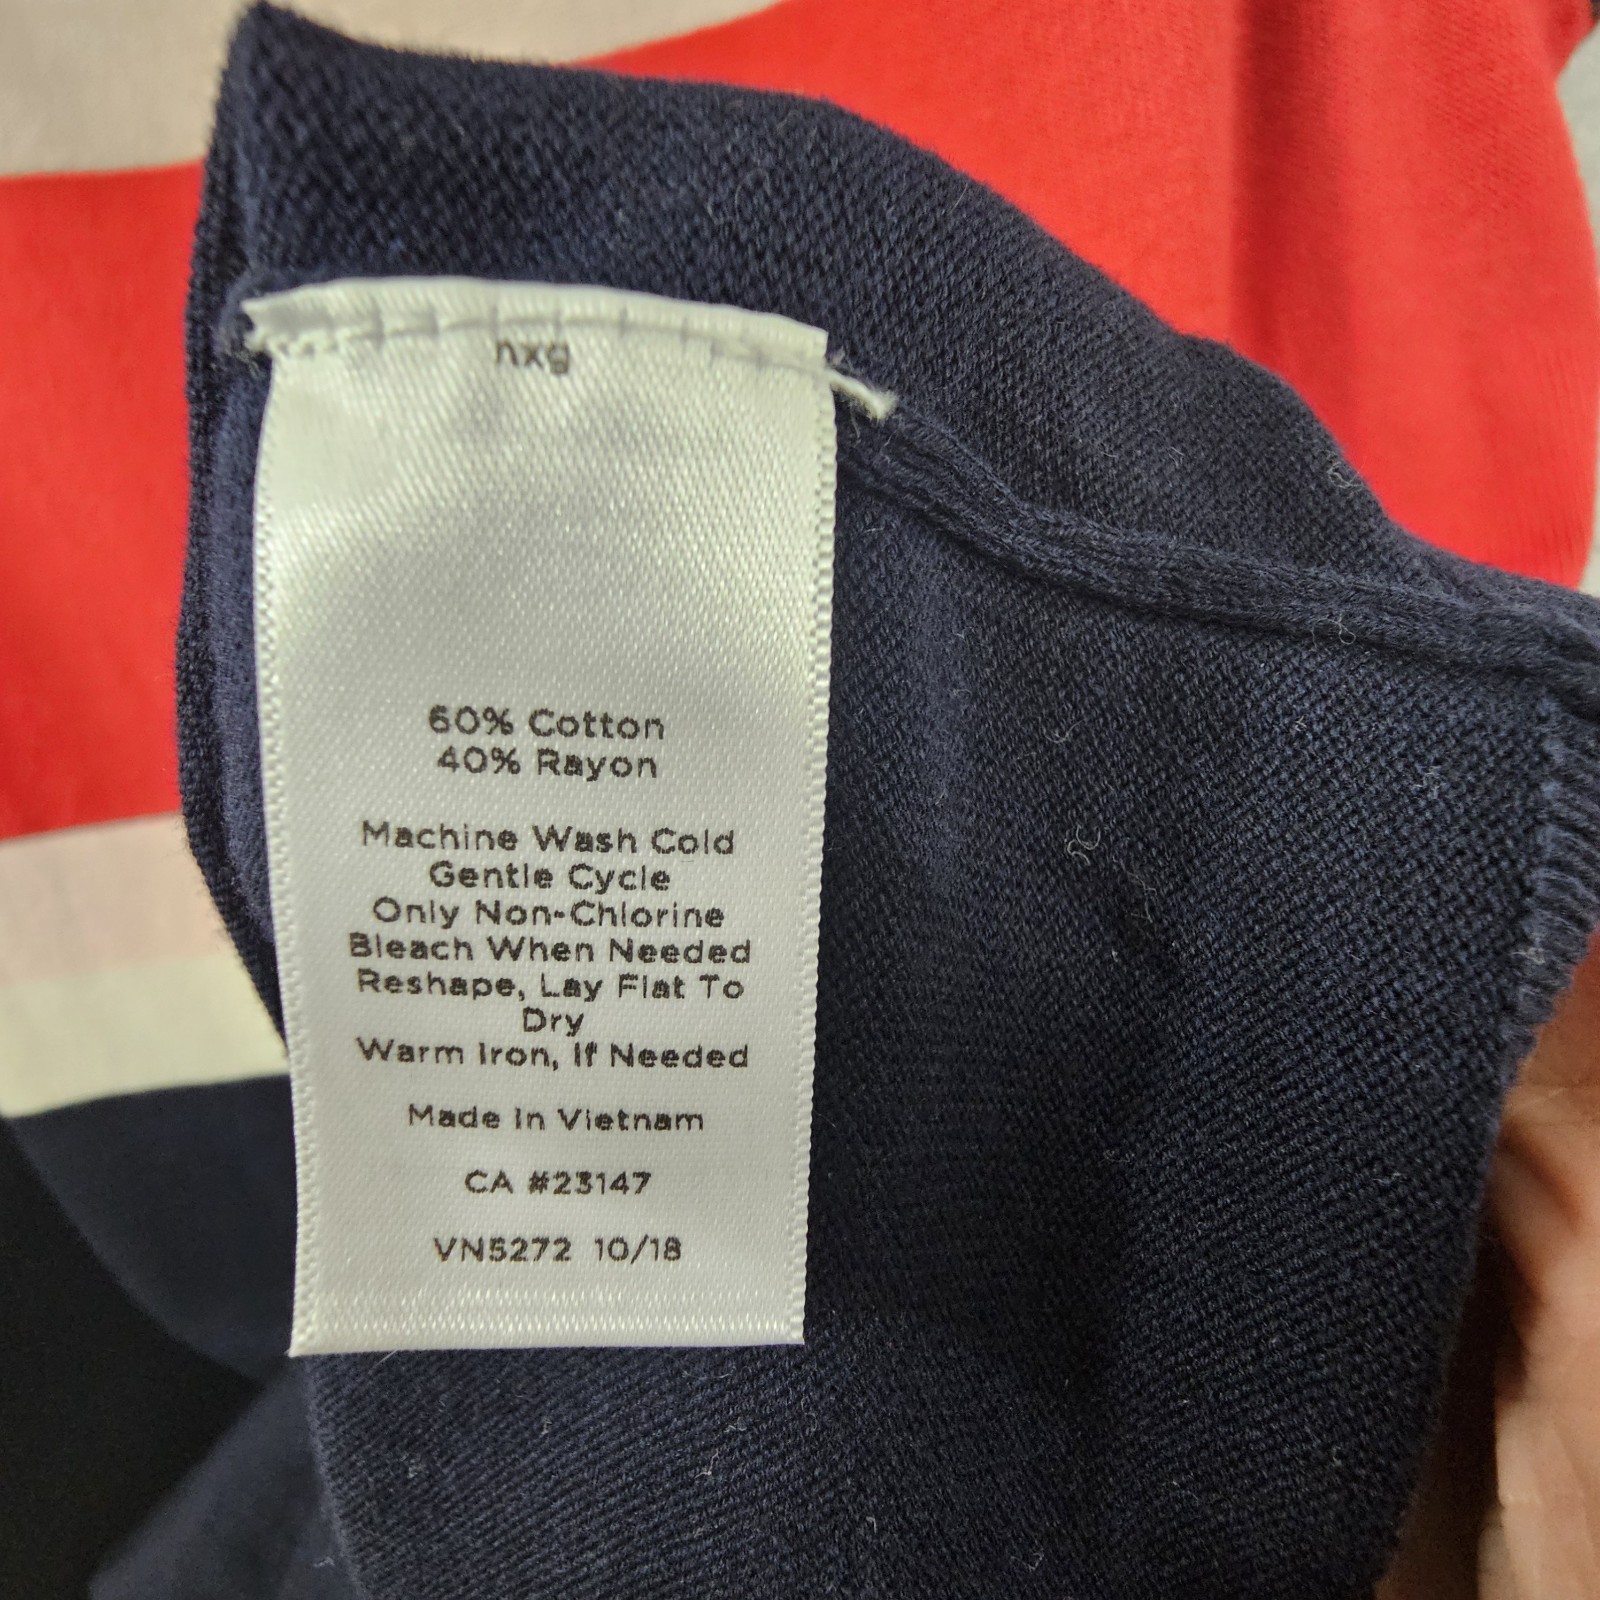 nxg
60% Cotton
40% Rayon
Machine Wash Cold
Gentle Cycle
Only Non-Chlorine
Bleach When Needed
Reshape, Lay Flat To
Dry
Warm Iron, If Needed
Made In Vietnam
CA #23147
VN5272 10/18